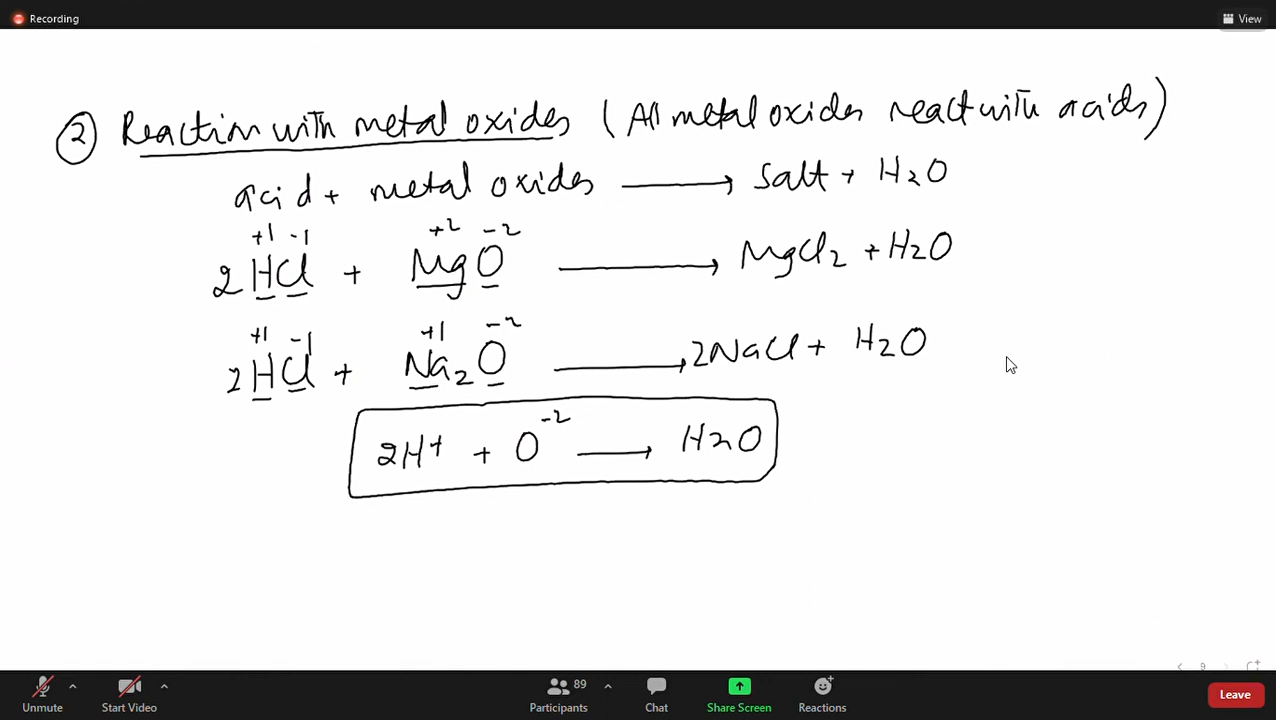 Recording
View
② Reaction with metal oxides (All metal oxides react with acids)
acid + metal oxides ⟶ Salt + H2O
+1 -1 +2 -2
2HCl + MgO ⟶ MgCl2 + H2O
+1 -1 +1 -2
2HCl + Na2O ⟶ 2NaCl + H2O
2H+ + O-2 ⟶ H2O
9
Unmute Start Video Participants 89 Chat Share Screen Reactions Leave